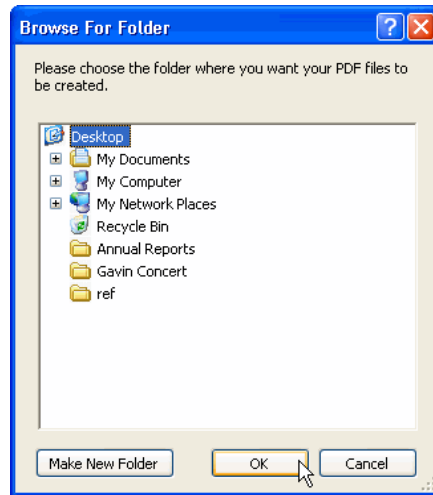 Browse For Folder
Please choose the folder where you want your PDF files to
be created.
Desktop
My Documents
My Computer
My Network Places
Recycle Bin
Annual Reports
Gavin Concert
ref
Make New Folder
OK
Cancel